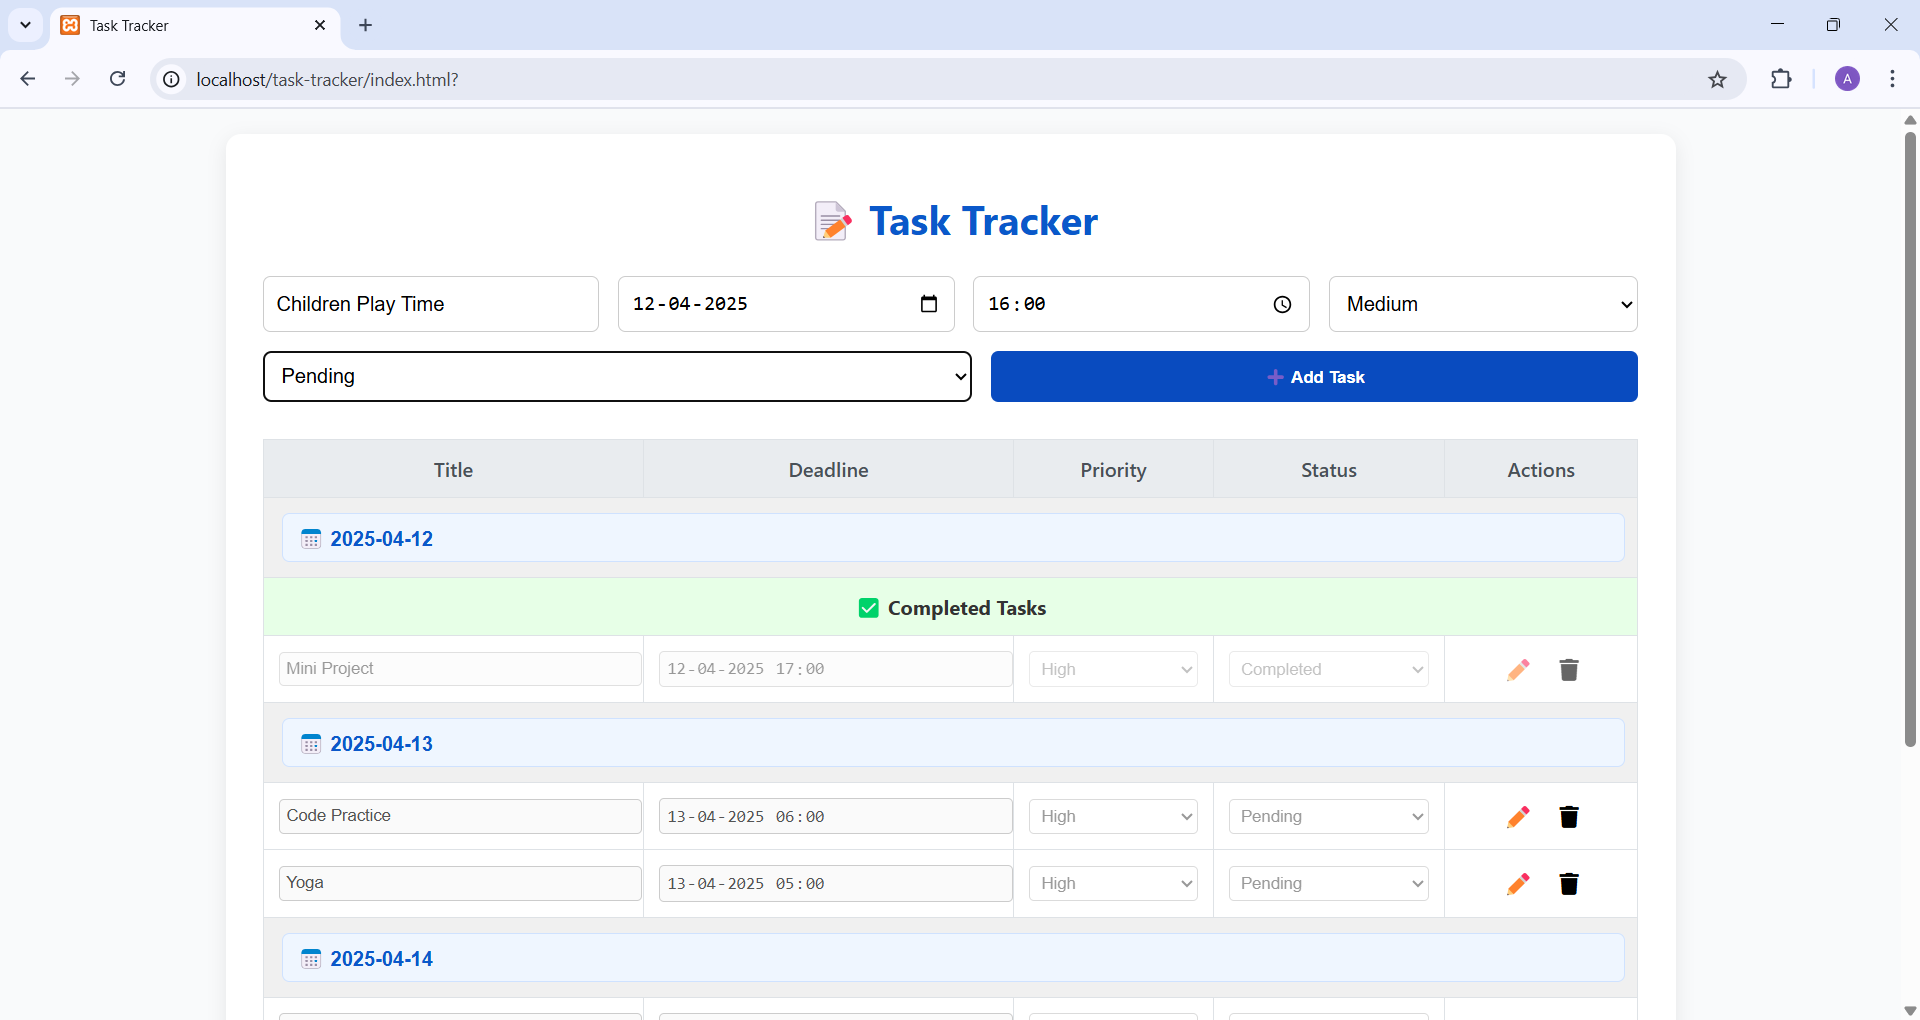 Task Tracker
localhost/task-tracker/index.html?
A
Task Tracker
Children Play Time 12-04-2025 16:00 Medium
Pending Add Task
Title Deadline Priority Status Actions
2025-04-12
Completed Tasks
Mini Project 12-04-2025 17:00 High Completed
2025-04-13
Code Practice 13-04-2025 06:00 High Pending
Yoga 13-04-2025 05:00 High Pending
2025-04-14